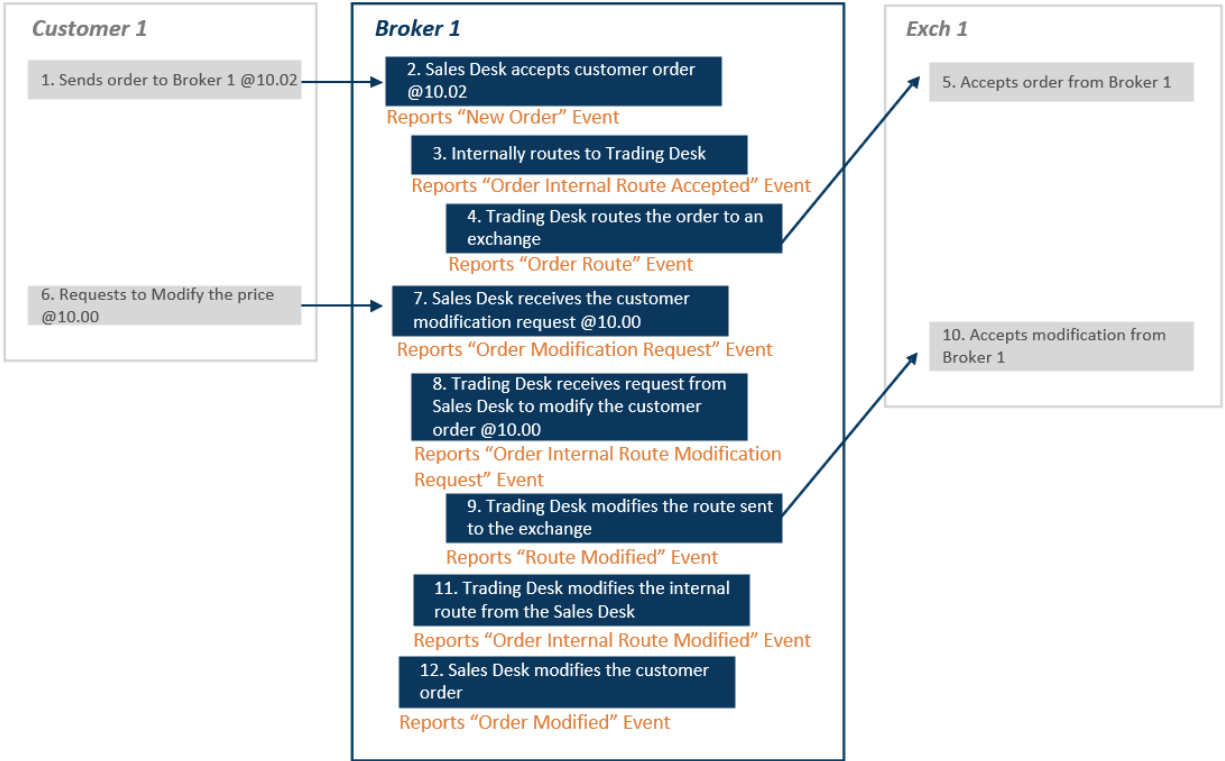 Customer 1
1. Sends order to Broker 1 @10.02
6. Requests to Modify the price
@10.00
Broker 1
2. Sales Desk accepts customer order
@10.02
Reports “New Order” Event
3. Internally routes to Trading Desk
Reports “Order Internal Route Accepted” Event
4. Trading Desk routes the order to an
exchange
Reports “Order Route” Event
7. Sales Desk receives the customer
modification request @10.00
Reports “Order Modification Request” Event
8. Trading Desk receives request from
Sales Desk to modify the customer
order @10.00
Reports “Order Internal Route Modification
Request” Event
9. Trading Desk modifies the route sent
to the exchange
Reports “Route Modified” Event
11. Trading Desk modifies the internal
route from the Sales Desk
Reports “Order Internal Route Modified” Event
12. Sales Desk modifies the customer
order
Reports “Order Modified” Event
Exch 1
5. Accepts order from Broker 1
10. Accepts modification from
Broker 1